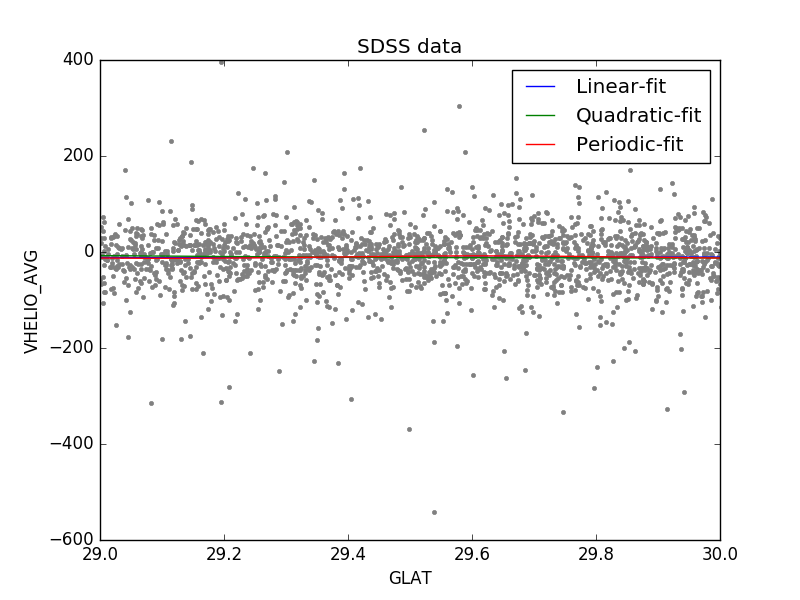 SDSS data
400
200
0
−200
−400
−600
VHELIO_AVG
Linear-fit
Quadratic-fit
Periodic-fit
29.0 29.2 29.4 29.6 29.8 30.0
GLAT